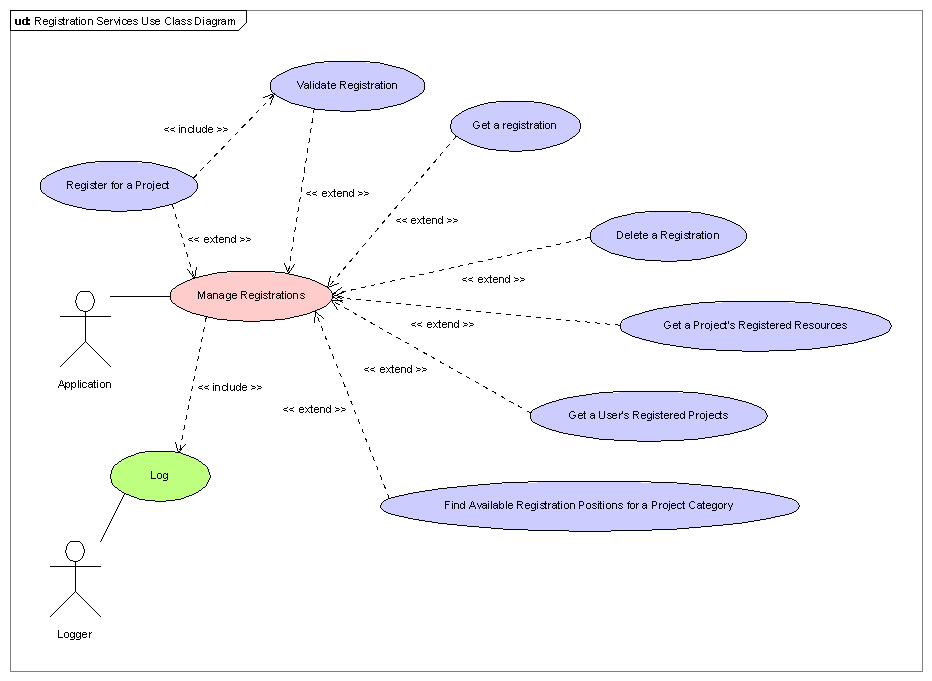 ud: Registration Services Use Class Diagram
Validate Registration
Get a registration
<< include >>
Register for a Project
<< extend >>
<< extend >>
<< extend >>
Delete a Registration
<< extend >>
Manage Registrations
<< extend >>
Get a Project's Registered Resources
Application
<< extend >>
<< include >>
<< extend >>
Get a User's Registered Projects
Log
Find Available Registration Positions for a Project Category
Logger